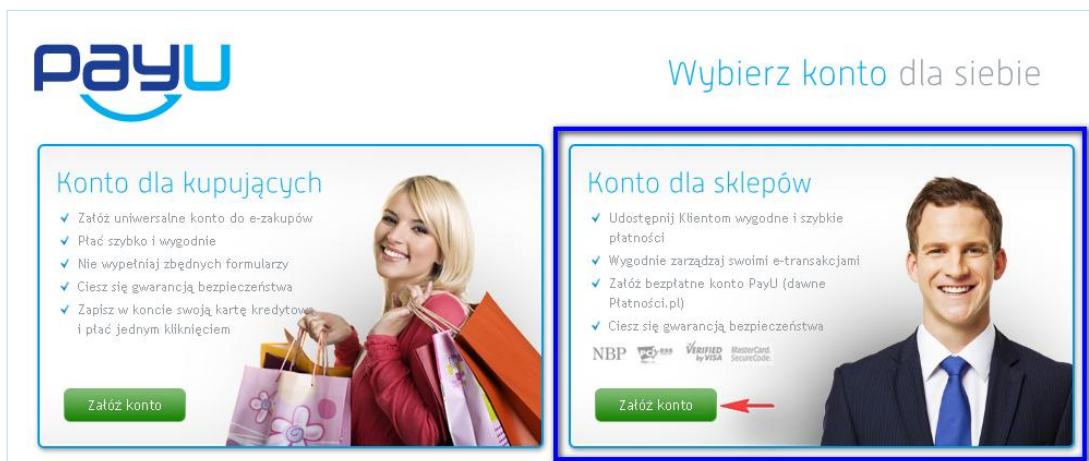 payu
Wybierz konto dla siebie
Konto dla kupujących
Załóż uniwersalne konto do e-zakupów
Płać szybko i wygodnie
Nie wypełniaj zbędnych formularzy
Ciesz się gwarancją bezpieczeństwa
Zapisz w koncie swoją kartę kredytową
i płać jednym kliknięciem
Załóż konto
Konto dla sklepów
Udostępnij Klientom wygodne i szybkie
płatności
Wygodnie zarządzaj swoimi e-transakcjami
Załóż bezpłatne konto PayU (dawne
Płatności.pl)
Ciesz się gwarancją bezpieczeństwa
NBP PCI DSS VERIFIED by VISA MasterCard. SecureCode.
Załóż konto